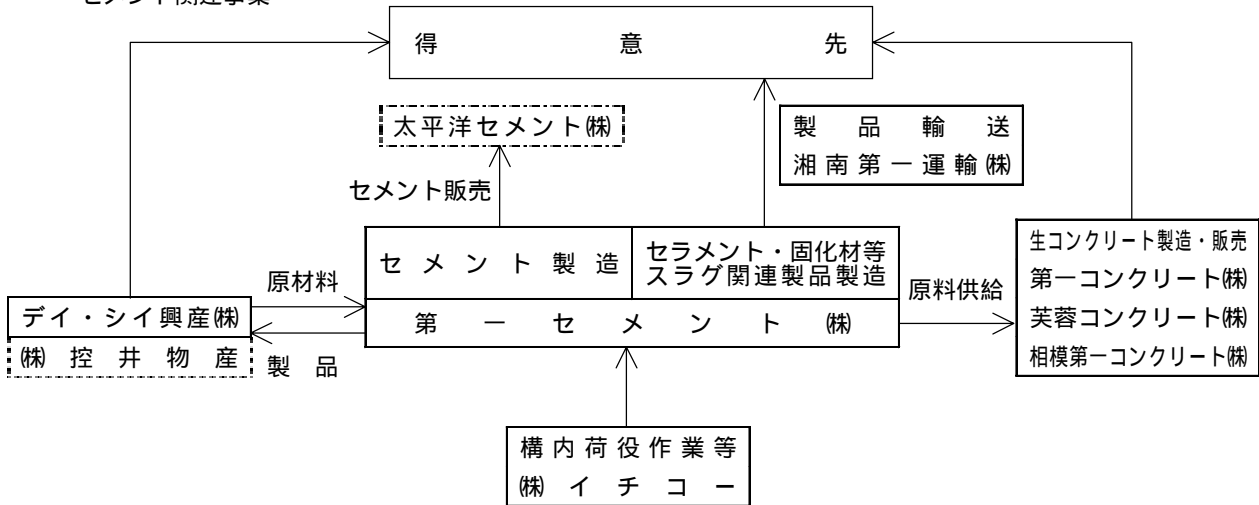 セメント関連事業
得意先
太平洋セメント㈱
製品輸送
湘南第一運輸㈱
セメント販売
セメント製造
セラメント・固化材等
スラグ関連製品製造
生コンクリート製造・販売
第一コンクリート㈱
芙蓉コンクリート㈱
相模第一コンクリート㈱
原材料
原料供給
デイ・シイ興産㈱
第一セメント㈱
㈱控井物産
製品
構内荷役作業等
㈱イチコー